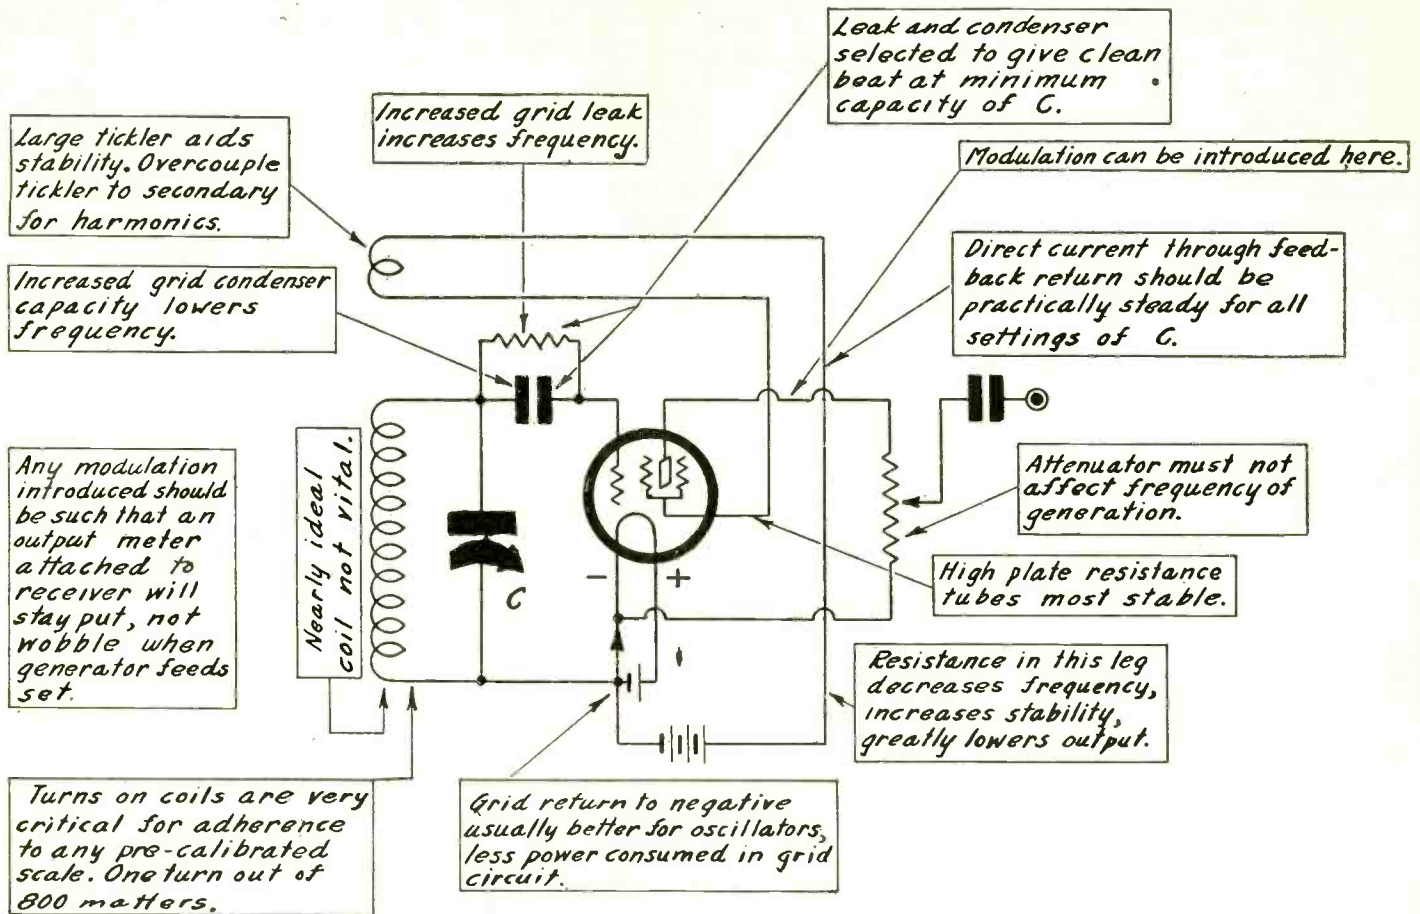 Leak and condenser
selected to give clean
beat at minimum
capacity of C.
Increased grid leak
increases frequency.
Large tickler aids
stability. Overcouple
tickler to secondary
for harmonics.
Modulation can be introduced here.
Direct current through feed-
back return should be
practically steady for all
settings of C.
Increased grid condenser
capacity lowers
frequency.
Any modulation
introduced should
be such that an
output meter
attached to
receiver will
stay put, not
wobble when
generator feeds
set.
Nearly ideal
coil not vital.
C
- +
Attenuator must not
affect frequency of
generation.
High plate resistance
tubes most stable.
Resistance in this leg
decreases frequency,
increases stability,
greatly lowers output.
Turns on coils are very
critical for adherence
to any pre-calibrated
scale. One turn out of
800 matters.
Grid return to negative
usually better for oscillators,
less power consumed in grid
circuit.